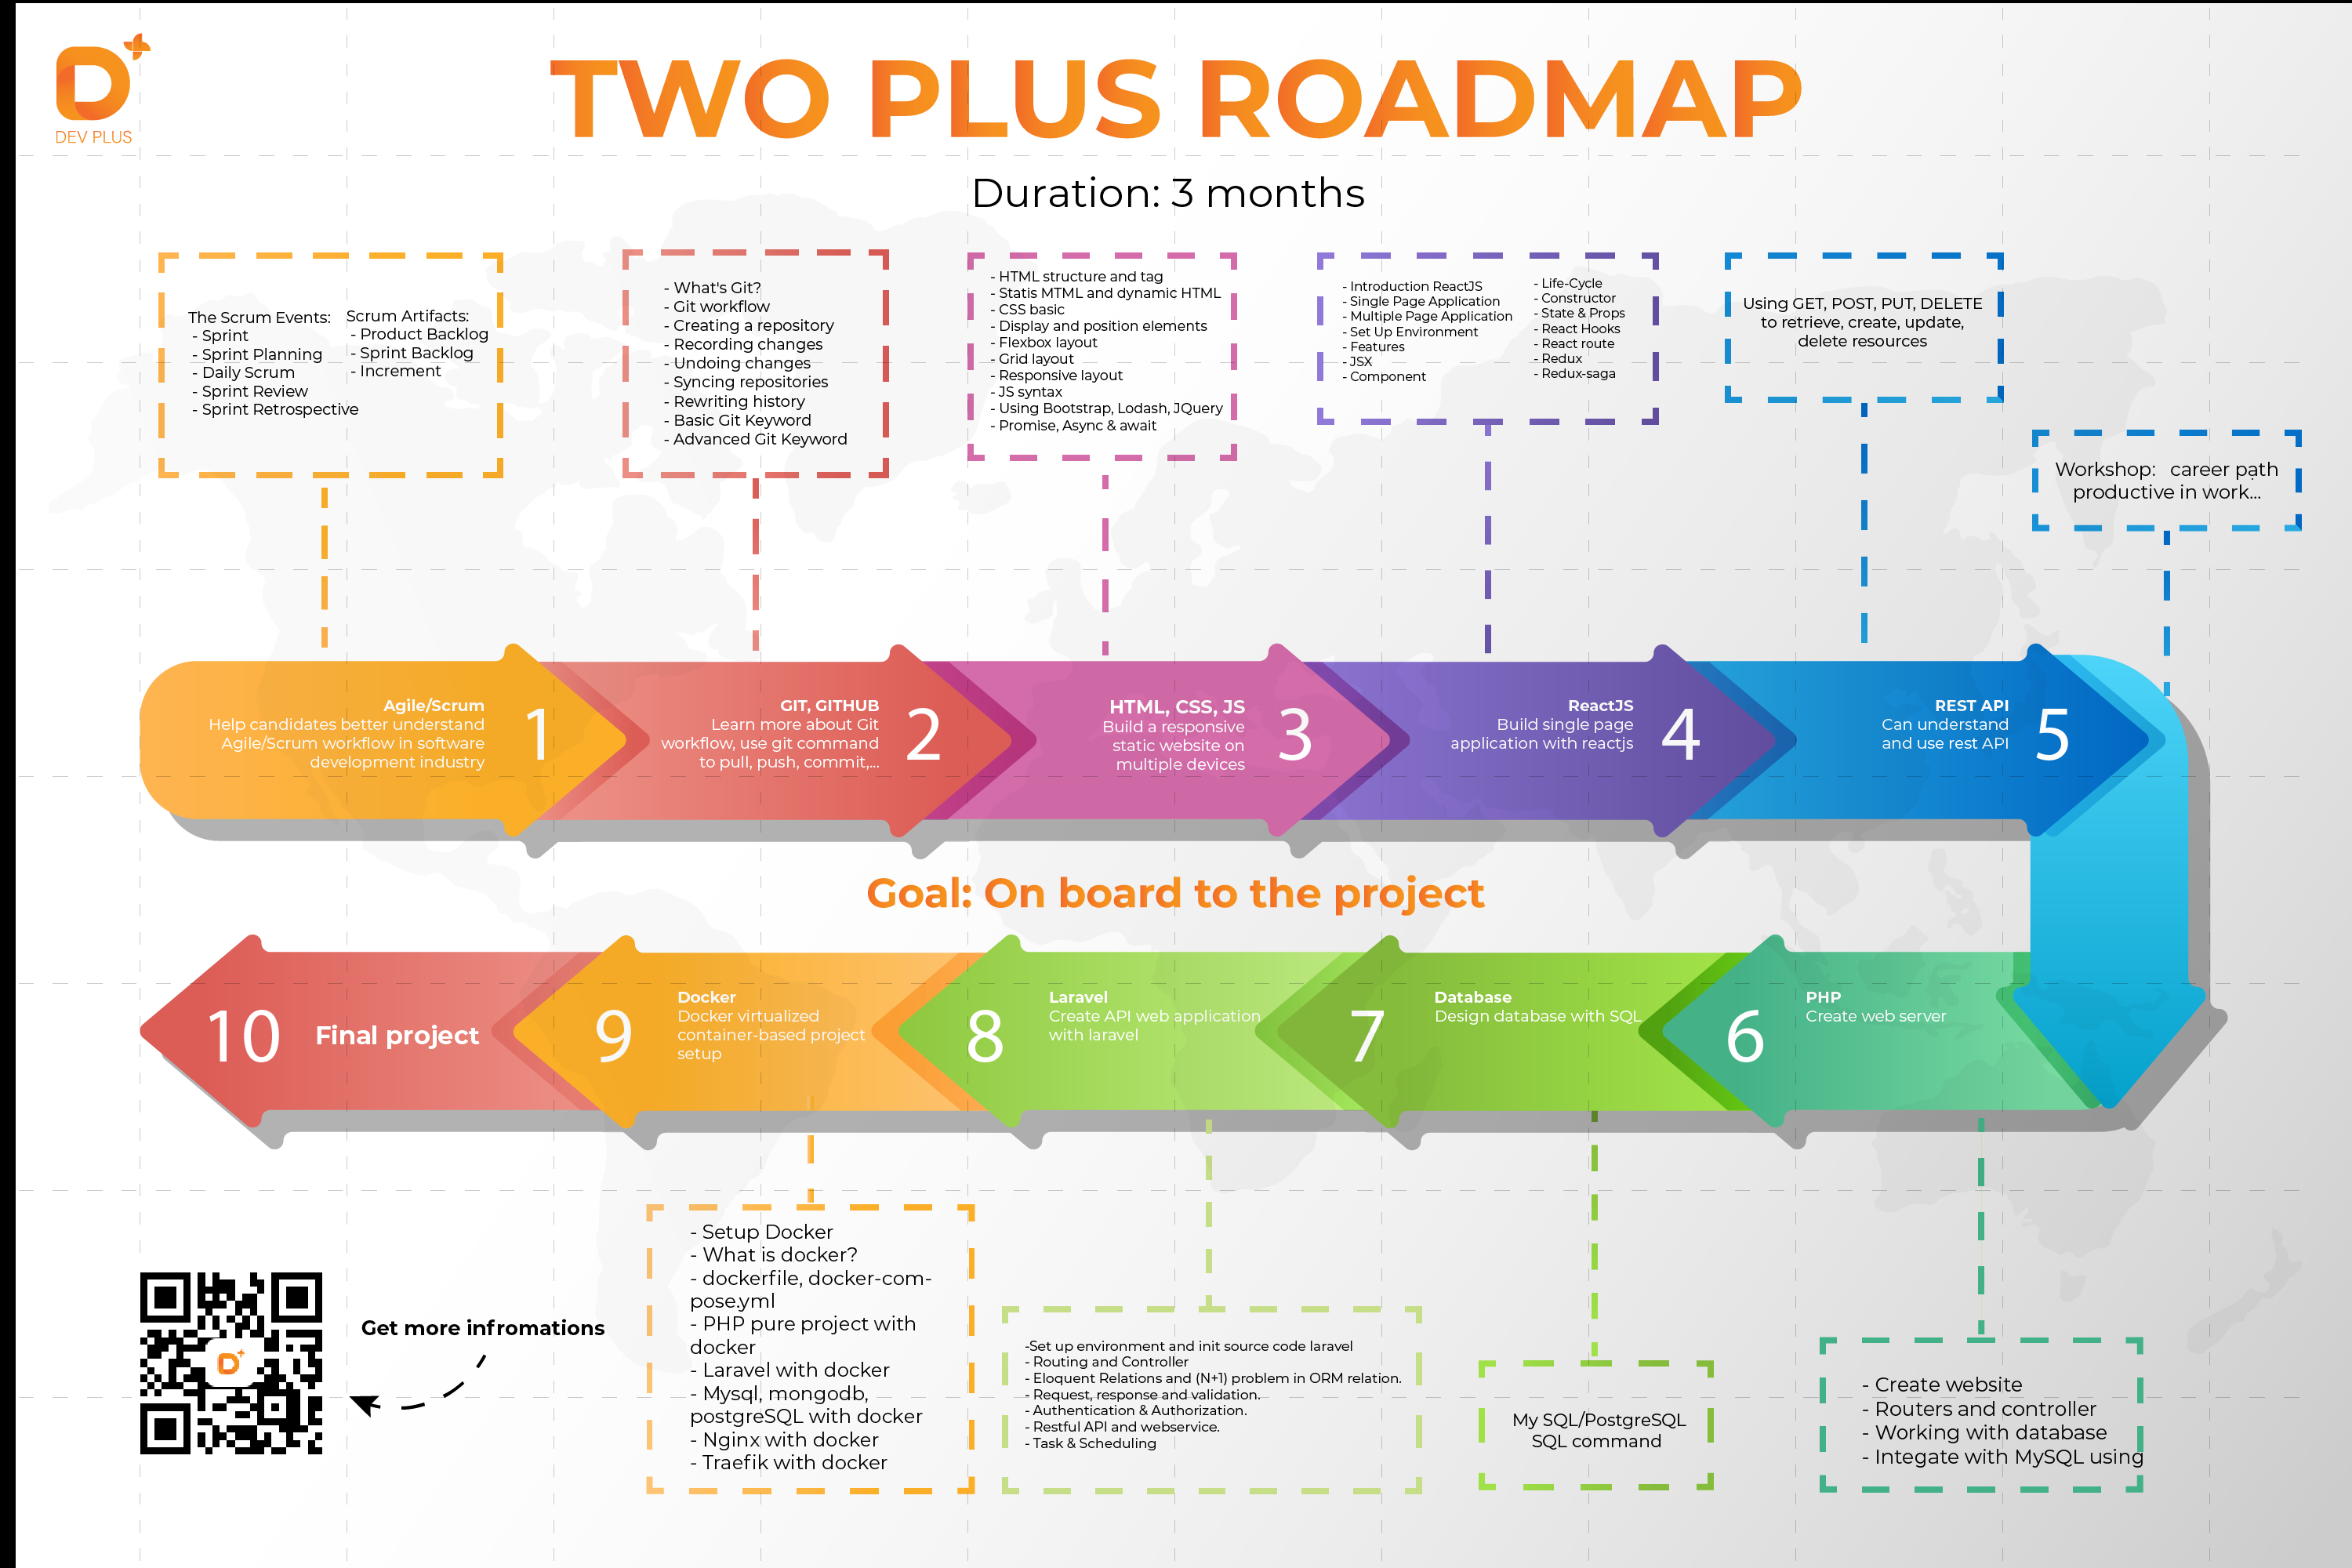 DEV PLUS
TWO PLUS ROADMAP
Duration: 3 months
The Scrum Events:
- Sprint
- Sprint Planning
- Daily Scrum
- Sprint Review
- Sprint Retrospective
Scrum Artifacts:
- Product Backlog
- Sprint Backlog
- Increment
- What's Git?
- Git workflow
- Creating a repository
- Recording changes
- Undoing changes
- Syncing repositories
- Rewriting history
- Basic Git Keyword
- Advanced Git Keyword
- HTML structure and tag
- Statis MTML and dynamic HTML
- CSS basic
- Display and position elements
- Flexbox layout
- Grid layout
- Responsive layout
- JS syntax
- Using Bootstrap, Lodash, JQuery
- Promise, Async & await
- Introduction ReactJS
- Single Page Application
- Multiple Page Application
- Set Up Environment
- Features
- JSX
- Component
- Life-Cycle
- Constructor
- State & Props
- React Hooks
- React route
- Redux
- Redux-saga
Using GET, POST, PUT, DELETE
to retrieve, create, update,
delete resources
Workshop: career path
productive in work...
Agile/Scrum
Help candidates better understand
Agile/Scrum workflow in software
development industry
1
GIT, GITHUB
Learn more about Git
workflow, use git command
to pull, push, commit,...
2
HTML, CSS, JS
Build a responsive
static website on
multiple devices
3
ReactJS
Build single page
application with reactjs
4
REST API
Can understand
and use rest API
5
Goal: On board to the project
10
Final project
9
Docker
Docker virtualized
container-based project
setup
8
Laravel
Create API web application
with laravel
7
Database
Design database with SQL
6
PHP
Create web server
Get more infromations
- Setup Docker
- What is docker?
- dockerfile, docker-com-
pose.yml
- PHP pure project with
docker
- Laravel with docker
- Mysql, mongodb,
postgreSQL with docker
- Nginx with docker
- Traefik with docker
-Set up environment and init source code laravel
- Routing and Controller
- Eloquent Relations and (N+1) problem in ORM relation.
- Request, response and validation.
- Authentication & Authorization.
- Restful API and webservice.
- Task & Scheduling
My SQL/PostgreSQL
SQL command
- Create website
- Routers and controller
- Working with database
- Integate with MySQL using